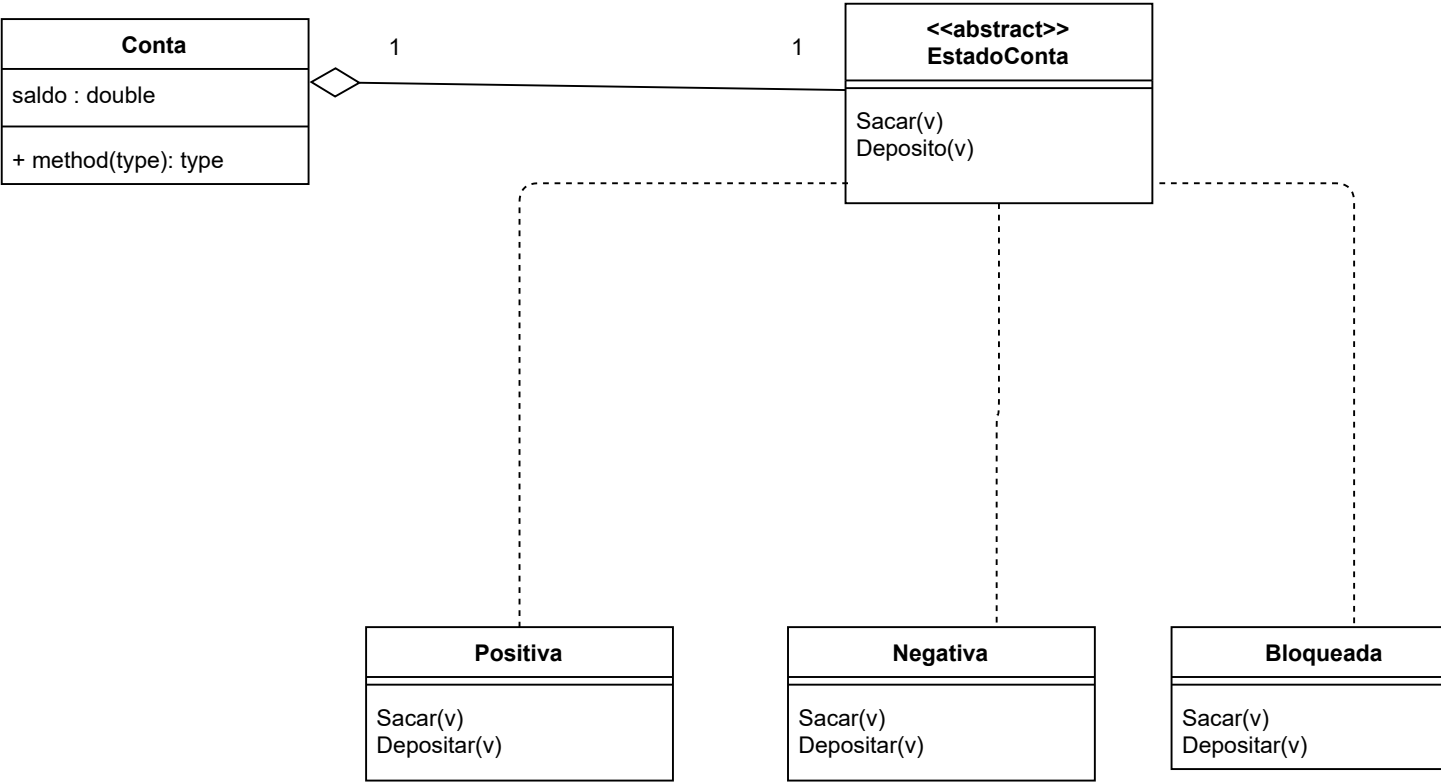 Conta
saldo : double
+ method(type): type
1
1
<<abstract>>
EstadoConta
Sacar(v)
Deposito(v)
Positiva
Sacar(v)
Depositar(v)
Negativa
Sacar(v)
Depositar(v)
Bloqueada
Sacar(v)
Depositar(v)